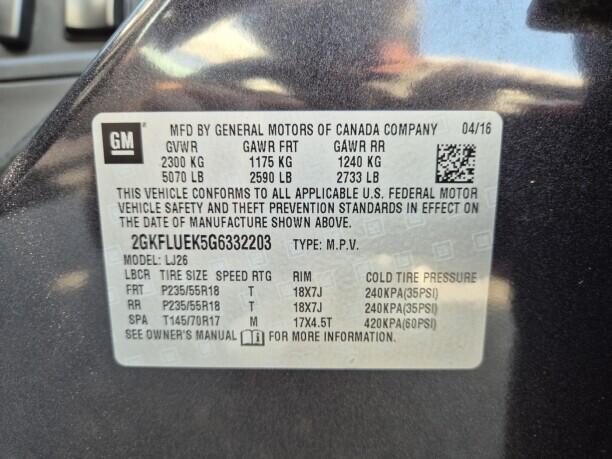 GM MFD BY GENERAL MOTORS OF CANADA COMPANY 04/16
GVWR GAWR FRT GAWR RR
2300 KG 1175 KG 1240 KG
5070 LB 2590 LB 2733 LB
THIS VEHICLE CONFORMS TO ALL APPLICABLE U.S. FEDERAL MOTOR
VEHICLE SAFETY AND THEFT PREVENTION STANDARDS IN EFFECT ON
THE DATE OF MANUFACTURE SHOWN ABOVE.
2GKFLUEK5G6332203 TYPE: M.P.V.
MODEL: LJ26
LBCR TIRE SIZE SPEED RTG RIM COLD TIRE PRESSURE
FRT P235/55R18 T 18X7J 240KPA(35PSI)
RR P235/55R18 T 18X7J 240KPA(35PSI)
SPA T145/70R17 M 17X4.5T 420KPA(60PSI)
SEE OWNER'S MANUAL FOR MORE INFORMATION.